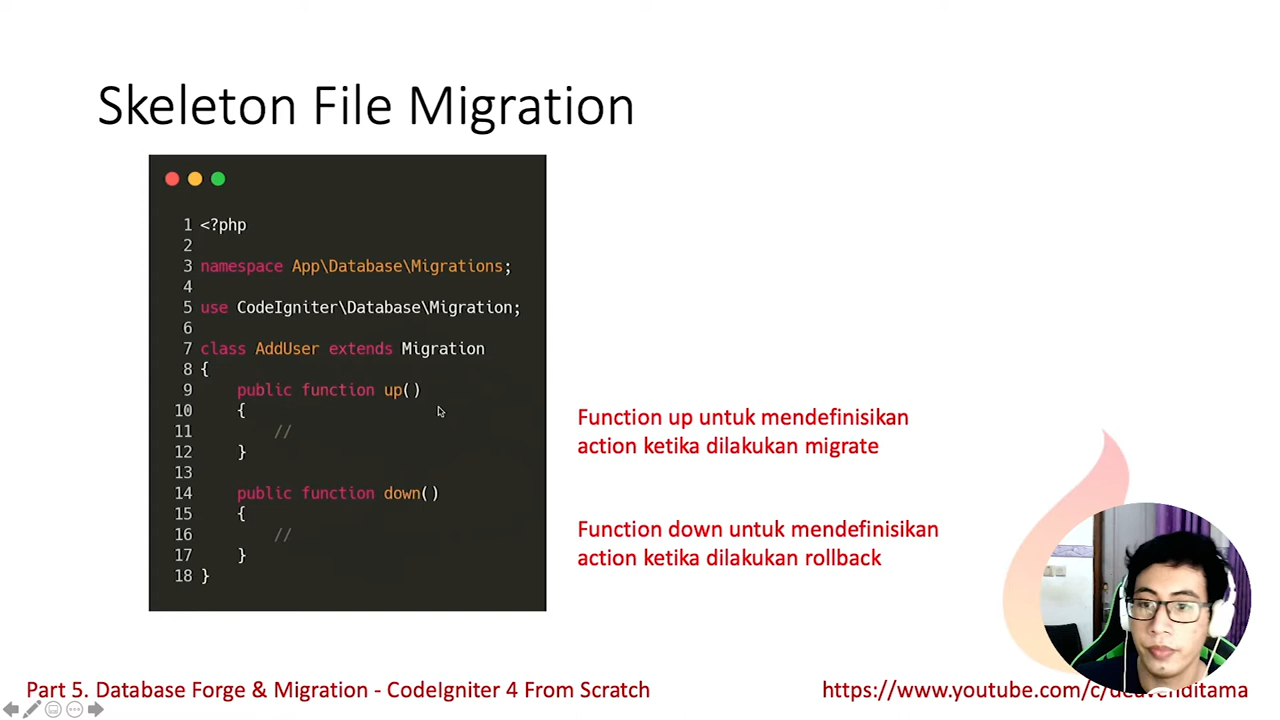 Skeleton File Migration
1 <?php
2
3 namespace App\Database\Migrations;
4
5 use CodeIgniter\Database\Migration;
6
7 class AddUser extends Migration
8 {
9     public function up()
10     {
11         //
12     }
13
14     public function down()
15     {
16         //
17     }
18 }
Function up untuk mendefinisikan
action ketika dilakukan migrate
Function down untuk mendefinisikan
action ketika dilakukan rollback
Part 5. Database Forge & Migration - CodeIgniter 4 From Scratch
https://www.youtube.com/c/deavenditama